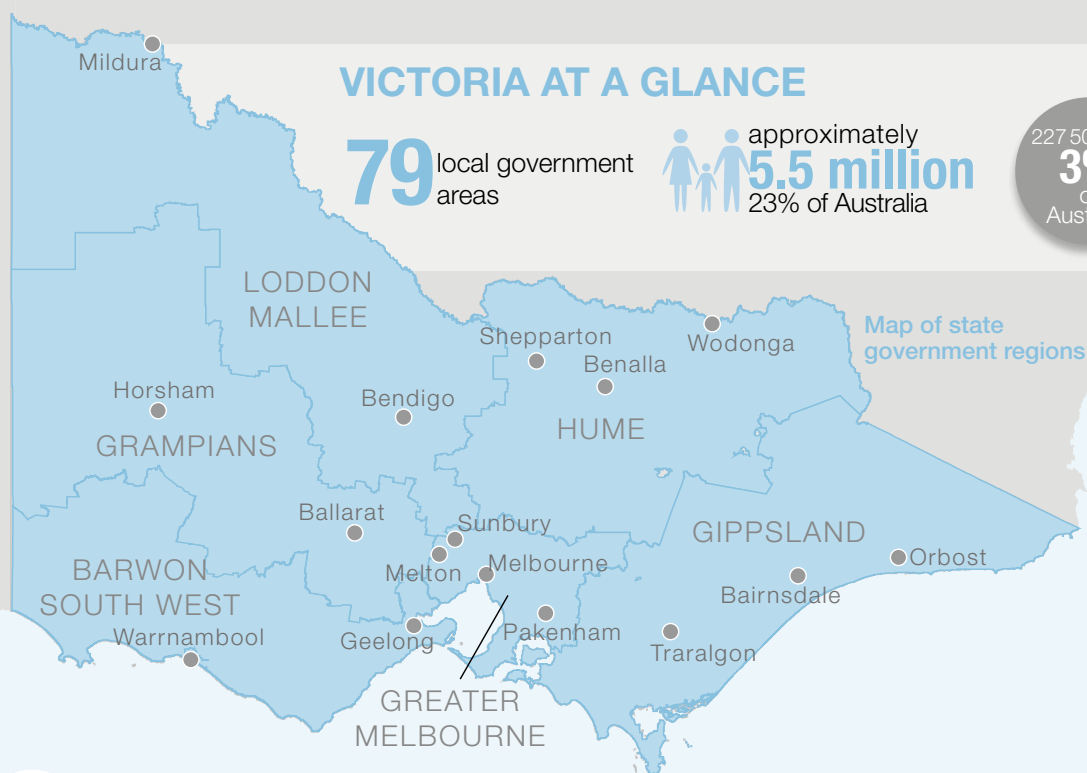 Mildura
VICTORIA AT A GLANCE
79
local government
areas
approximately
5.5 million
23% of Australia
LODDON
MALLEE
Map of state
government regions
Shepparton
Wodonga
Benalla
Horsham
Bendigo
GRAMPIANS
HUME
Ballarat
Sunbury
GIPPSLAND
Melton
Melbourne
Orbost
BARWON
SOUTH WEST
Bairnsdale
Warrnambool
Geelong
Pakenham
Traralgon
GREATER
MELBOURNE